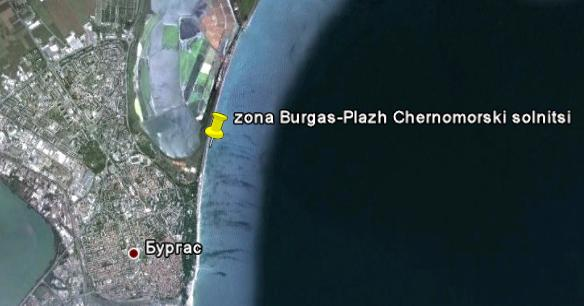 zona Burgas-Plazh Chernomorski solnitsi
Бургас